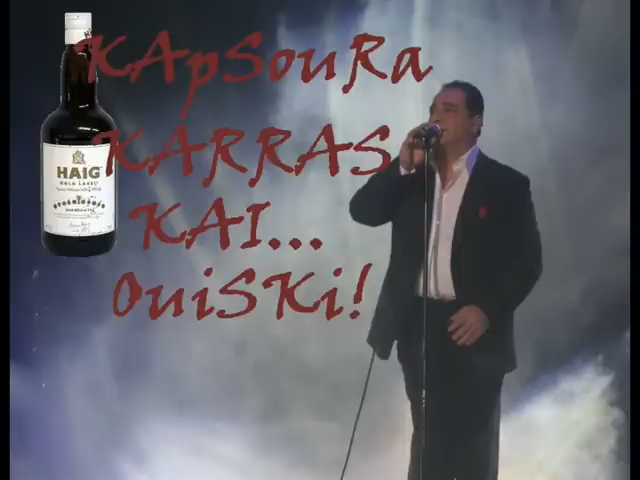 KApSouRa
KARRAS
KAI...
OuiSKi!
HAIG
GOLD LABEL